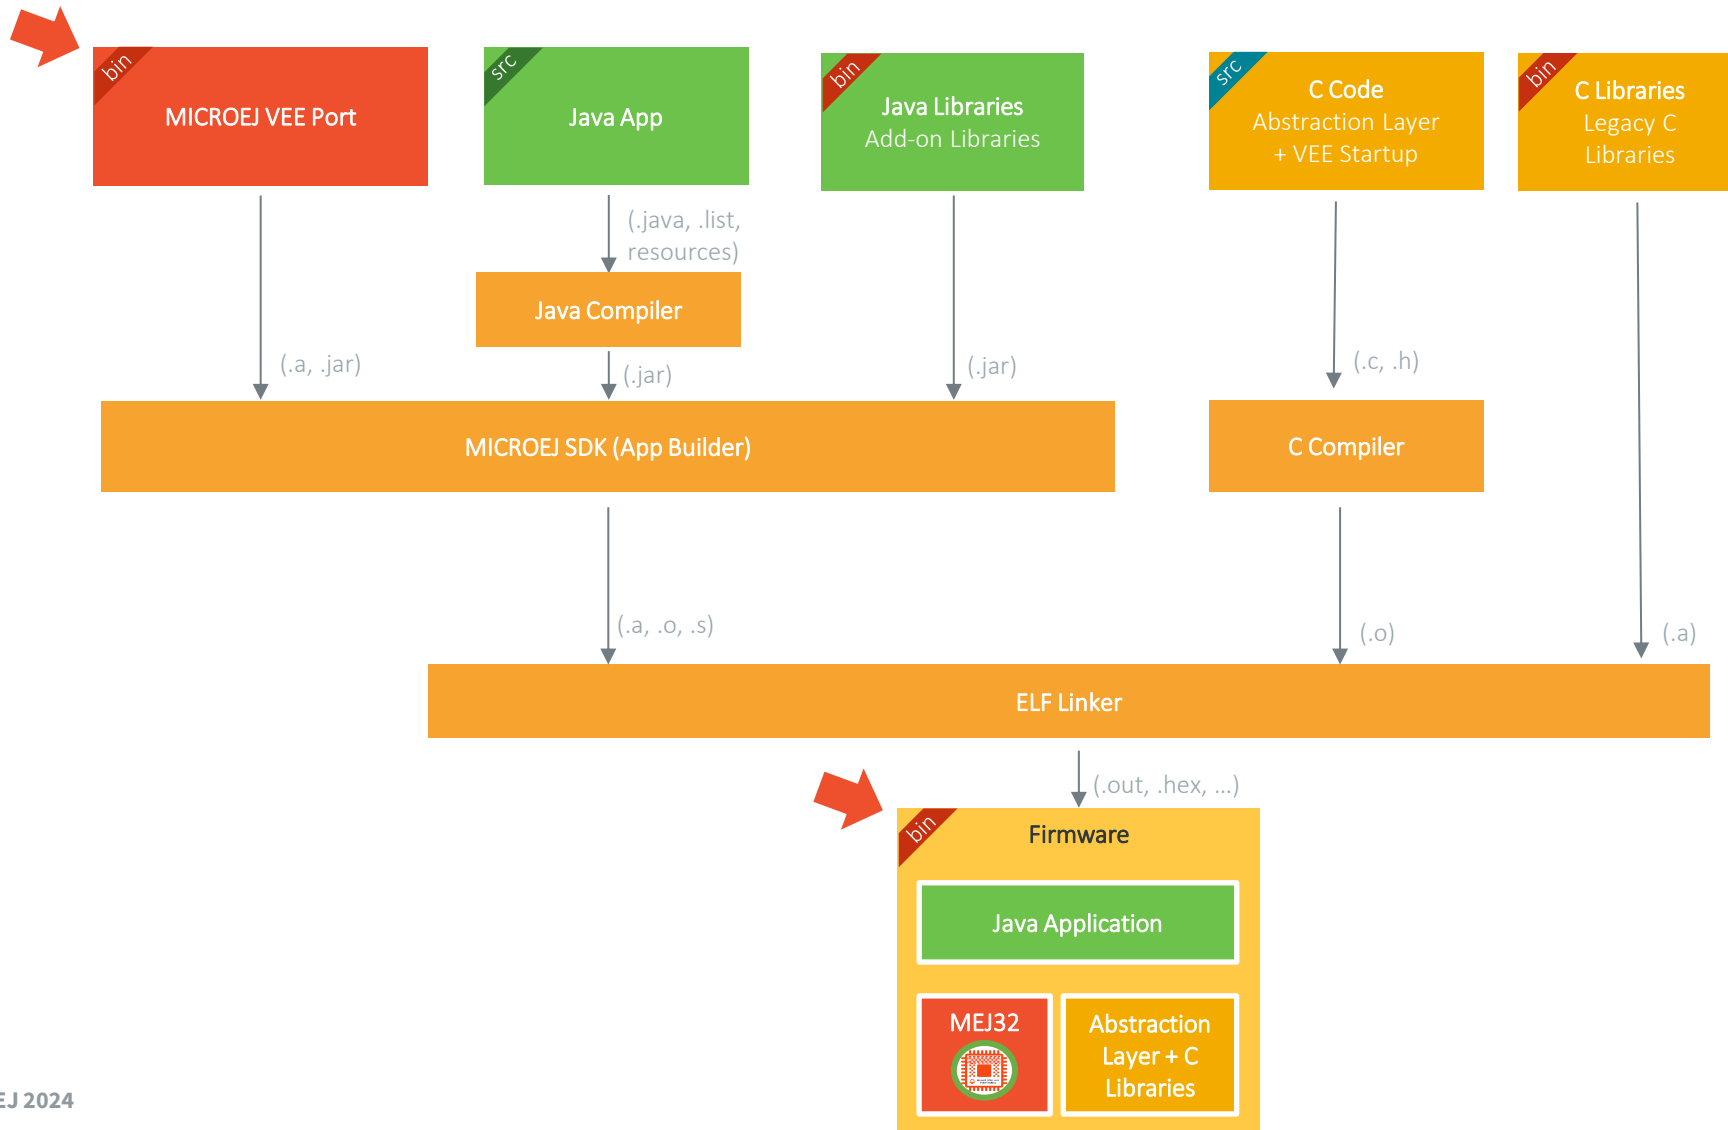 bin
MICROEJ VEE Port
src
Java App
bin
Java Libraries
Add-on Libraries
src
C Code
Abstraction Layer
+ VEE Startup
bin
C Libraries
Legacy C
Libraries
(.java, .list,
resources)
Java Compiler
(.a, .jar)
(.jar)
(.jar)
(.c, .h)
MICROEJ SDK (App Builder)
C Compiler
(.a, .o, .s)
(.o)
(.a)
ELF Linker
(.out, .hex, ...)
bin
Firmware
Java Application
MEJ32
Abstraction
Layer + C
Libraries
EJ 2024